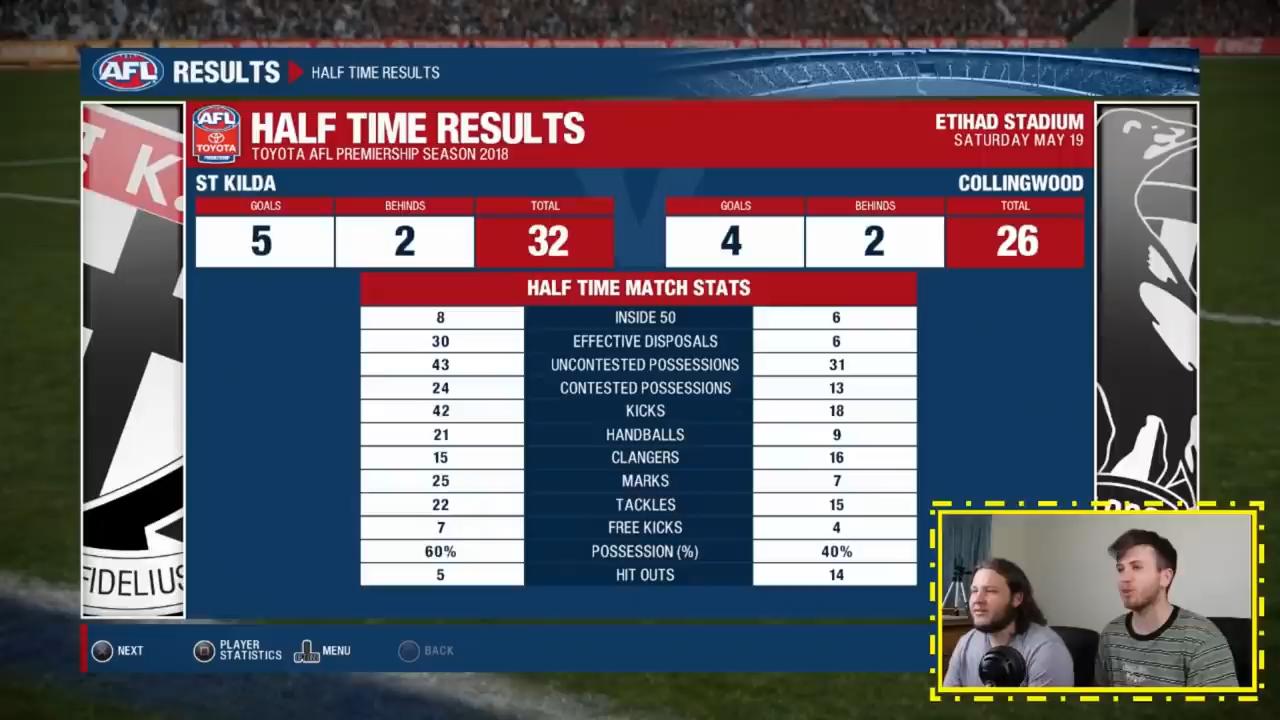 AFL RESULTS HALF TIME RESULTS
AFL TOYOTA HALF TIME RESULTS ETIHAD STADIUM
TOYOTA AFL PREMIERSHIP SEASON 2018 SATURDAY MAY 19
ST KILDA COLLINGWOOD
GOALS BEHINDS TOTAL GOALS BEHINDS TOTAL
5 2 32 4 2 26
HALF TIME MATCH STATS
8 INSIDE 50 6
30 EFFECTIVE DISPOSALS 6
43 UNCONTESTED POSSESSIONS 31
24 CONTESTED POSSESSIONS 13
42 KICKS 18
21 HANDBALLS 9
15 CLANGERS 16
25 MARKS 7
22 TACKLES 15
7 FREE KICKS 4
60% POSSESSION (%) 40%
5 HIT OUTS 14
T K.
FIDELIUS
NEXT PLAYER STATISTICS MENU BACK